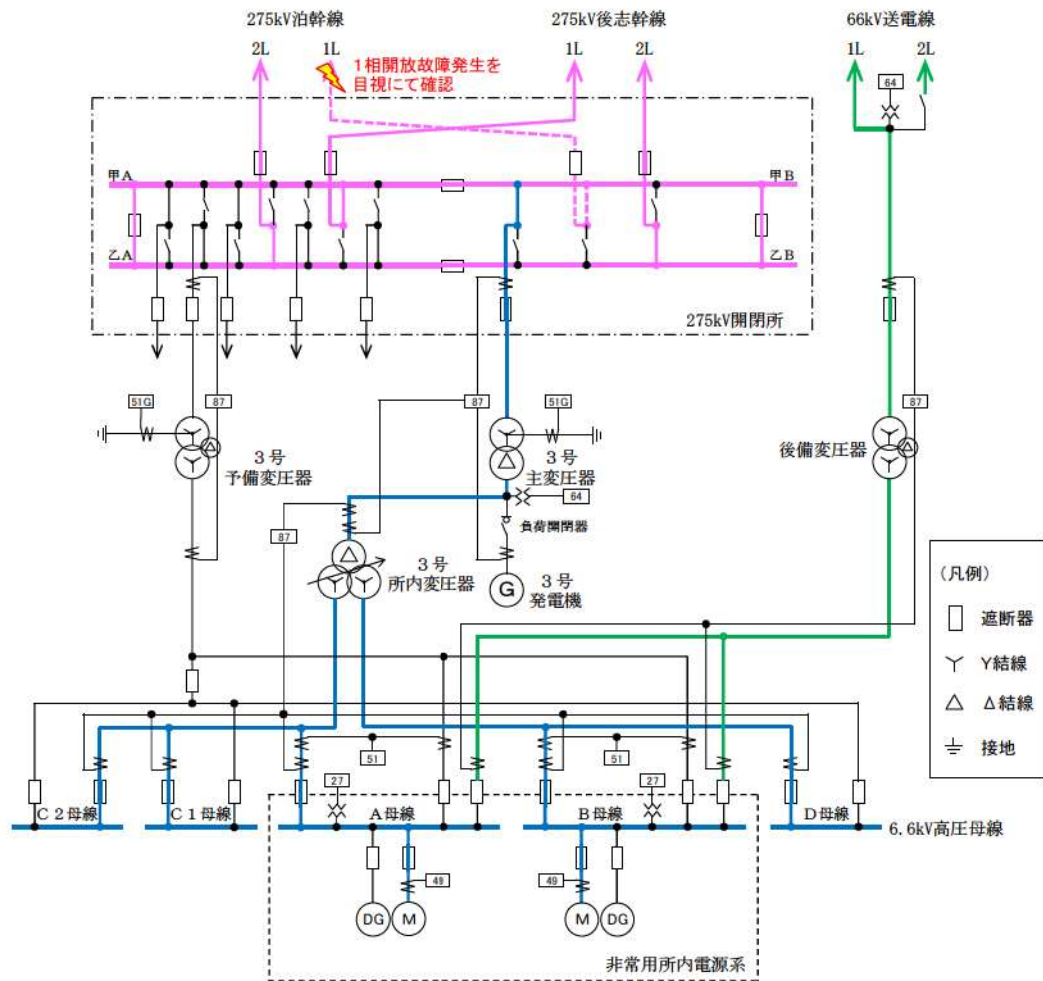 275kV泊幹線
275kV後志幹線
66kV送電線
2L
1L
1L
2L
1L
2L
1相開放故障発生を
目視にて確認
64
甲A
甲B
乙A
乙B
275kV開閉所
51G
87
87
51G
87
3号
予備変圧器
3号
主変圧器
後備変圧器
64
87
負荷開閉器
3号
所内変圧器
G
3号
発電機
(凡例)
遮断器
Y結線
Δ結線
接地
51
51
27
27
C2母線
C1母線
A母線
B母線
D母線
6.6kV高圧母線
49
49
DG
M
M
DG
非常用所内電源系